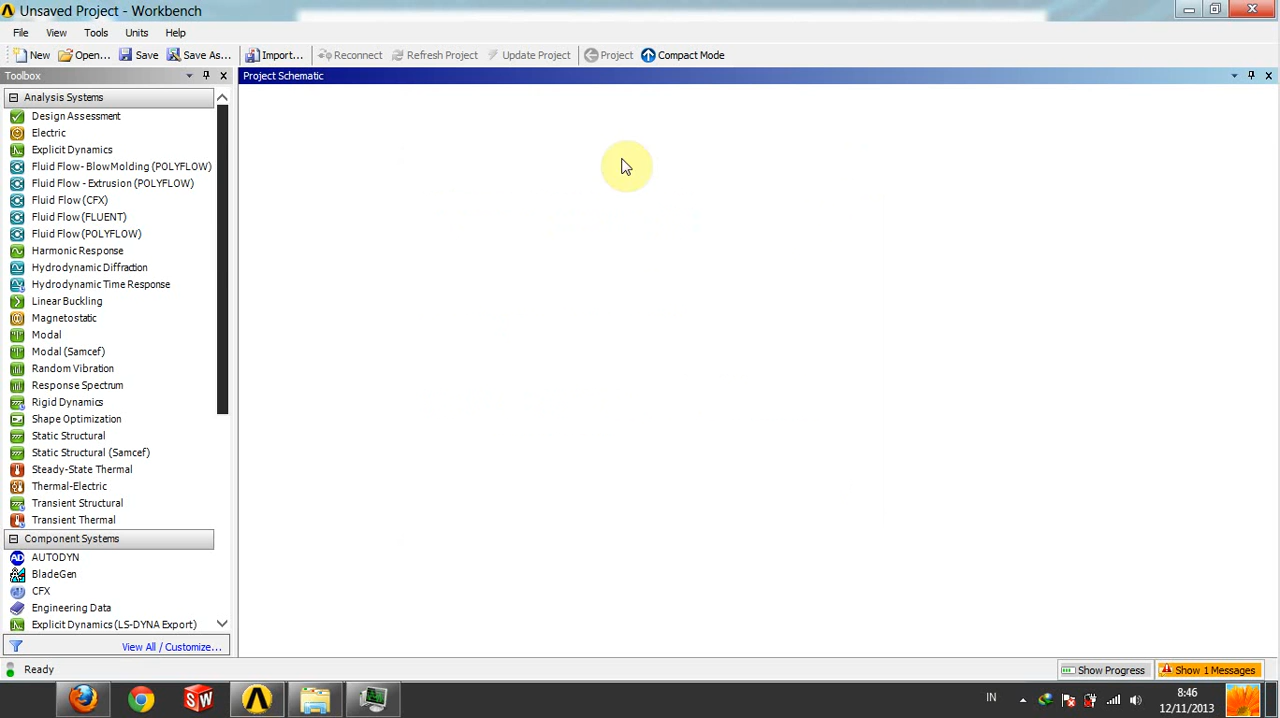 Unsaved Project - Workbench
File View Tools Units Help
New Open... Save Save As... Import... Reconnect Refresh Project Update Project Project Compact Mode
Toolbox
Project Schematic
Analysis Systems
Design Assessment
Electric
Explicit Dynamics
Fluid Flow- BlowMolding (POLYFLOW)
Fluid Flow - Extrusion (POLYFLOW)
Fluid Flow (CFX)
Fluid Flow (FLUENT)
Fluid Flow (POLYFLOW)
Harmonic Response
Hydrodynamic Diffraction
Hydrodynamic Time Response
Linear Buckling
Magnetostatic
Modal
Modal (Samcef)
Random Vibration
Response Spectrum
Rigid Dynamics
Shape Optimization
Static Structural
Static Structural (Samcef)
Steady-State Thermal
Thermal-Electric
Transient Structural
Transient Thermal
Component Systems
AUTODYN
BladeGen
CFX
Engineering Data
Explicit Dynamics (LS-DYNA Export)
View All / Customize...
Ready
Show Progress
Show 1 Messages
SW
IN
8:46
12/11/2013